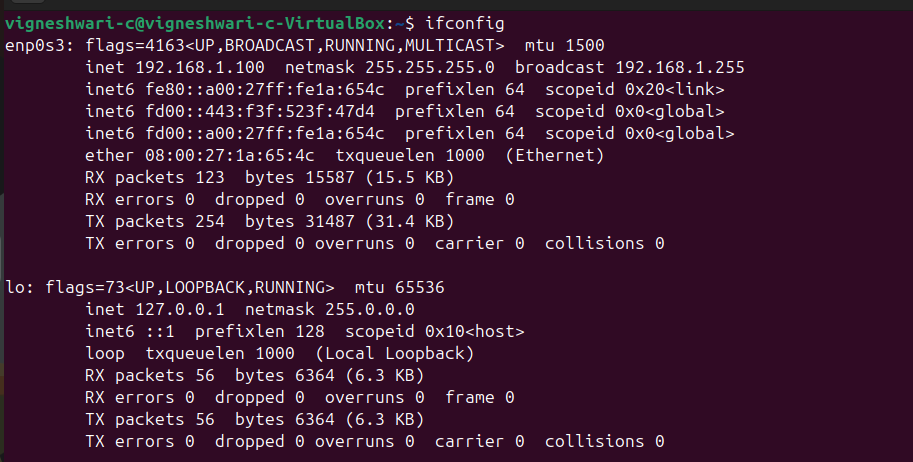 vigneshwari-c@vigneshwari-c-VirtualBox:~$ ifconfig
enp0s3: flags=4163<UP,BROADCAST,RUNNING,MULTICAST>  mtu 1500
        inet 192.168.1.100  netmask 255.255.255.0  broadcast 192.168.1.255
        inet6 fe80::a00:27ff:fe1a:654c  prefixlen 64  scopeid 0x20<link>
        inet6 fd00::443:f3f:523f:47d4  prefixlen 64  scopeid 0x0<global>
        inet6 fd00::a00:27ff:fe1a:654c  prefixlen 64  scopeid 0x0<global>
        ether 08:00:27:1a:65:4c  txqueuelen 1000  (Ethernet)
        RX packets 123  bytes 15587 (15.5 KB)
        RX errors 0  dropped 0  overruns 0  frame 0
        TX packets 254  bytes 31487 (31.4 KB)
        TX errors 0  dropped 0 overruns 0  carrier 0  collisions 0

lo: flags=73<UP,LOOPBACK,RUNNING>  mtu 65536
        inet 127.0.0.1  netmask 255.0.0.0
        inet6 ::1  prefixlen 128  scopeid 0x10<host>
        loop  txqueuelen 1000  (Local Loopback)
        RX packets 56  bytes 6364 (6.3 KB)
        RX errors 0  dropped 0  overruns 0  frame 0
        TX packets 56  bytes 6364 (6.3 KB)
        TX errors 0  dropped 0 overruns 0  carrier 0  collisions 0